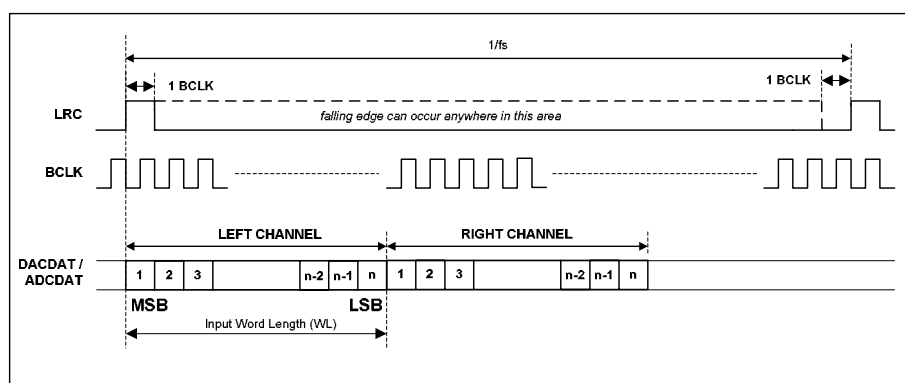 1/fs
1 BCLK
1 BCLK
LRC
falling edge can occur anywhere in this area
BCLK
LEFT CHANNEL
RIGHT CHANNEL
DACDAT /
ADCDAT
1 2 3 n-2 n-1 n 1 2 3 n-2 n-1 n
MSB
LSB
Input Word Length (WL)